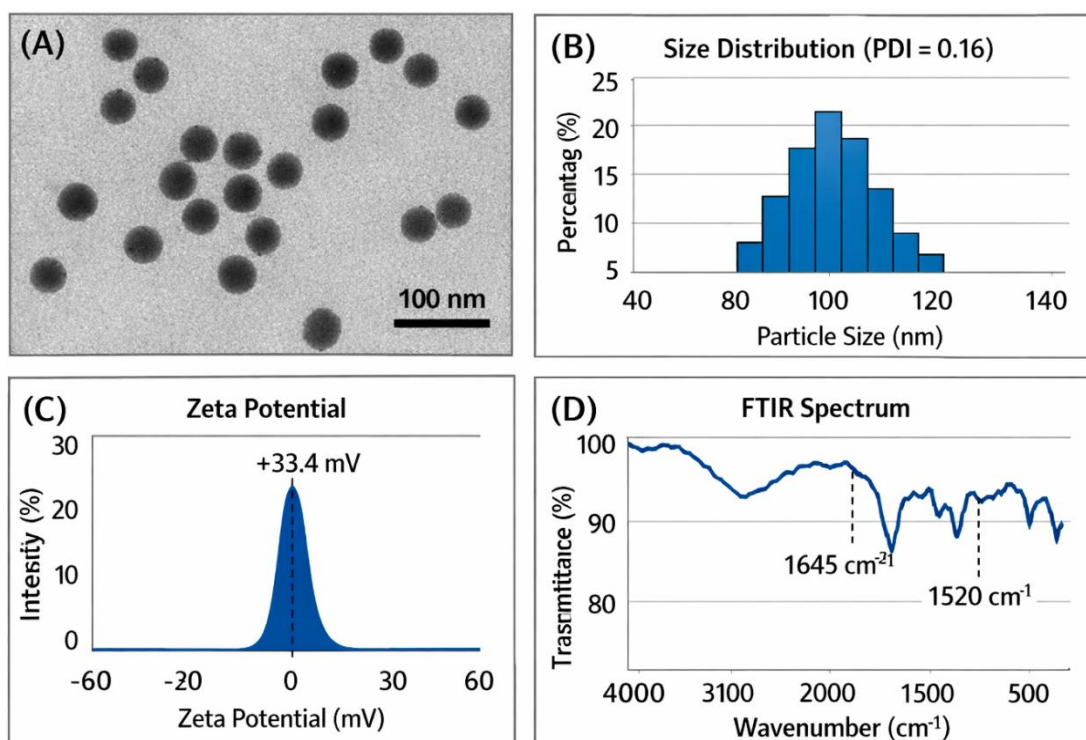 (A)
100 nm
(B) Size Distribution (PDI = 0.16)
Percentag (%)
25
20
15
10
5
40 80 100 120 140
Particle Size (nm)
(C) Zeta Potential
+33.4 mV
Intensity (%)
30
20
10
0
-60 -20 0 30 60
Zeta Potential (mV)
(D) FTIR Spectrum
100
90
80
1645 cm⁻²¹
1520 cm⁻¹
4000 3100 2000 1500 500
Wavenumber (cm⁻¹)